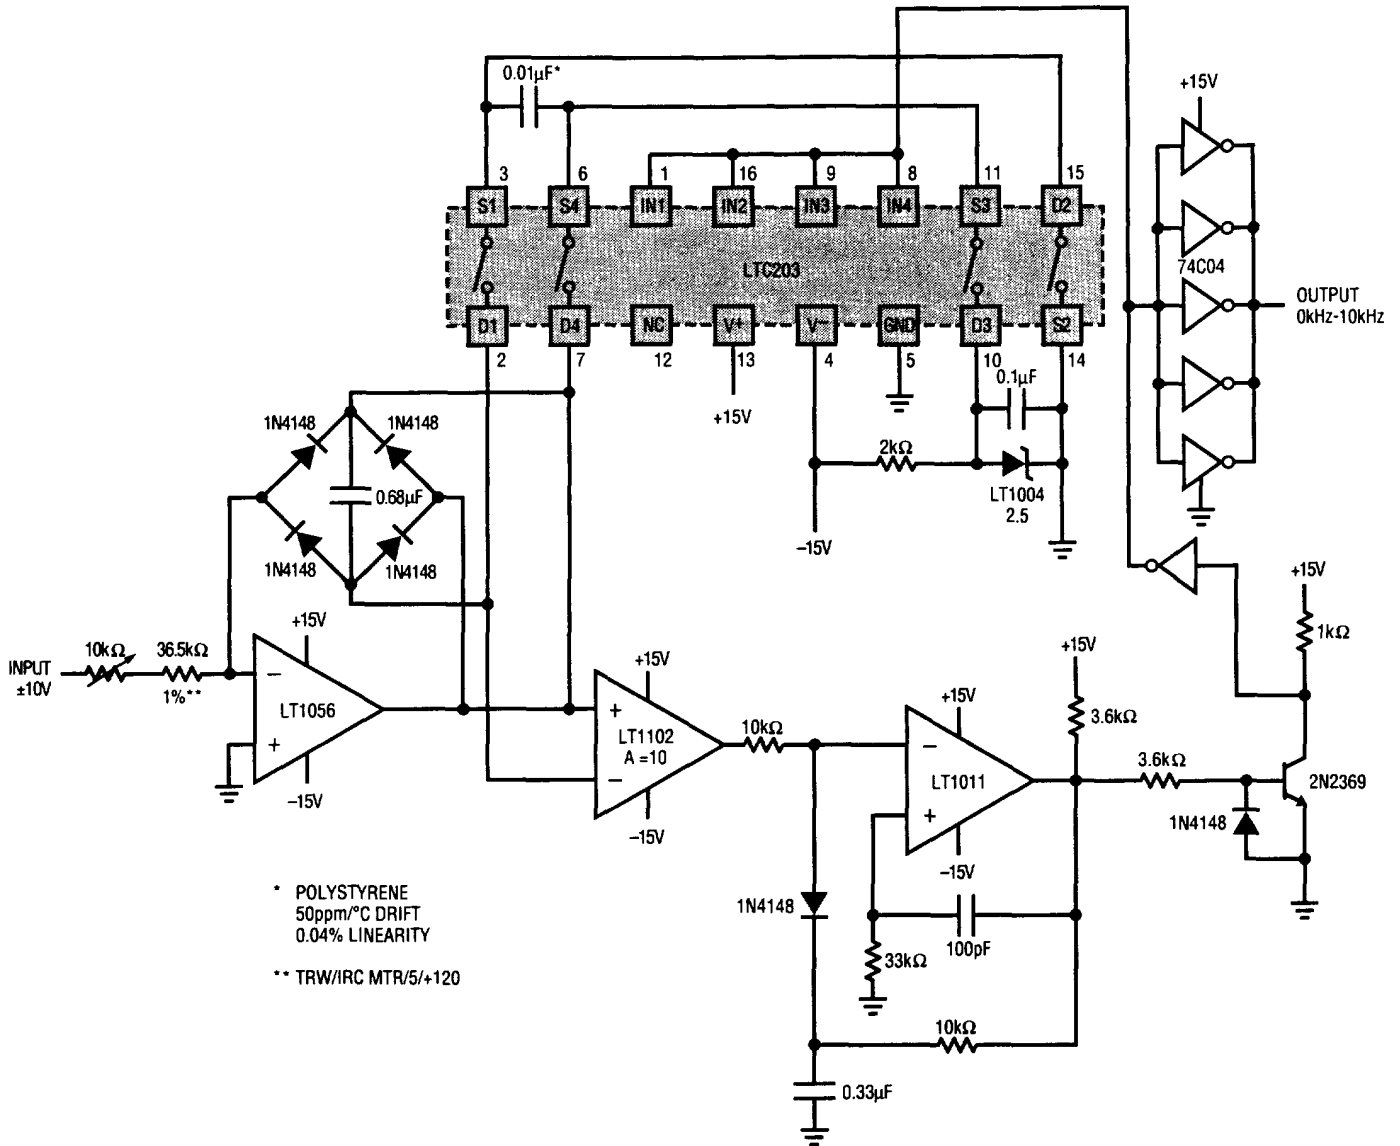 0.01µF*
+15V
3
6
1
16
9
8
11
15
S1
S4
IN1
IN2
IN3
IN4
S3
D2
LTC203
74C04
OUTPUT
0kHz-10kHz
D1
D4
NC
V+
V–
GND
D3
S2
2
7
12
13
4
5
10
14
+15V
0.1µF
1N4148
1N4148
2kΩ
LT1004
2.5
0.68µF
–15V
1N4148
1N4148
+15V
1kΩ
INPUT
±10V
10kΩ
36.5kΩ
1%**
+15V
–
LT1056
+
–15V
+15V
+
LT1102
A =10
–
–15V
10kΩ
+15V
–
LT1011
+
–15V
+15V
3.6kΩ
3.6kΩ
2N2369
1N4148
1N4148
100pF
33kΩ
10kΩ
0.33µF
* POLYSTYRENE
50ppm/°C DRIFT
0.04% LINEARITY
** TRW/IRC MTR/5/+120